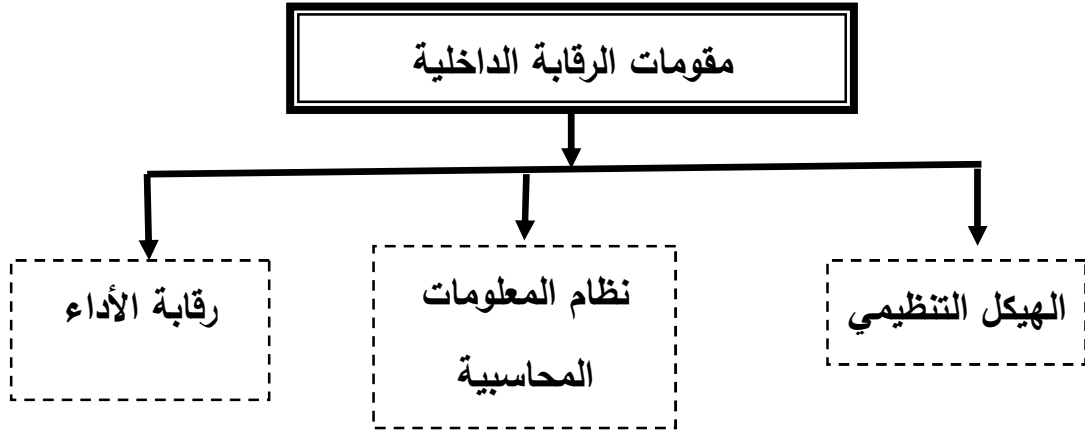 مقومات الرقابة الداخلية
الهيكل التنظيمي
نظام المعلومات
المحاسبية
رقابة الأداء